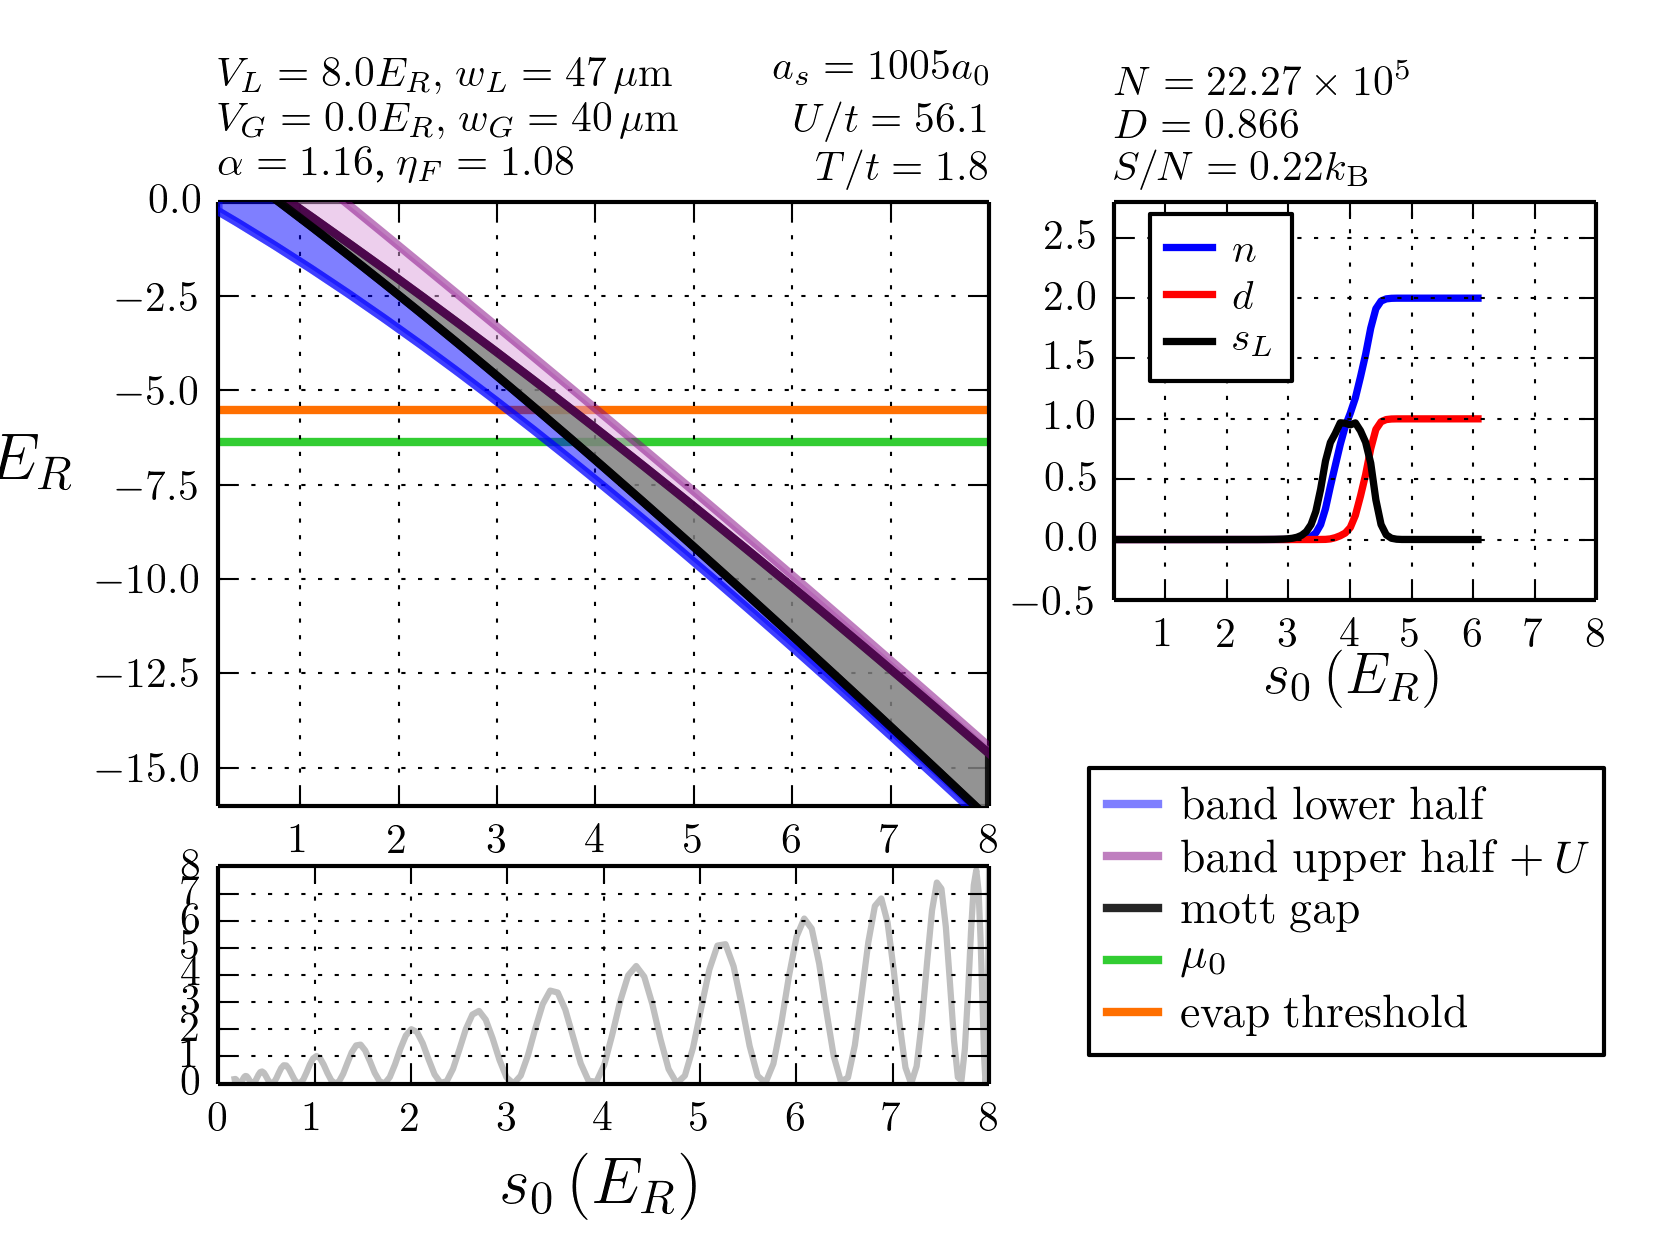 V_L = 8.0E_R, w_L = 47 μm
V_G = 0.0E_R, w_G = 40 μm
α = 1.16, η_F = 1.08
a_s = 1005a_0
U/t = 56.1
T/t = 1.8
N = 22.27 × 10^5
D = 0.866
S/N = 0.22k_B
0.0
−2.5
−5.0
−7.5
−10.0
−12.5
−15.0
E_R
1 2 3 4 5 6 7 8
8
7
6
5
4
3
2
1
0
0 1 2 3 4 5 6 7 8
s_0 (E_R)
2.5
2.0
1.5
1.0
0.5
0.0
−0.5
n
d
s_L
1 2 3 4 5 6 7 8
s_0 (E_R)
band lower half
band upper half + U
mott gap
μ_0
evap threshold